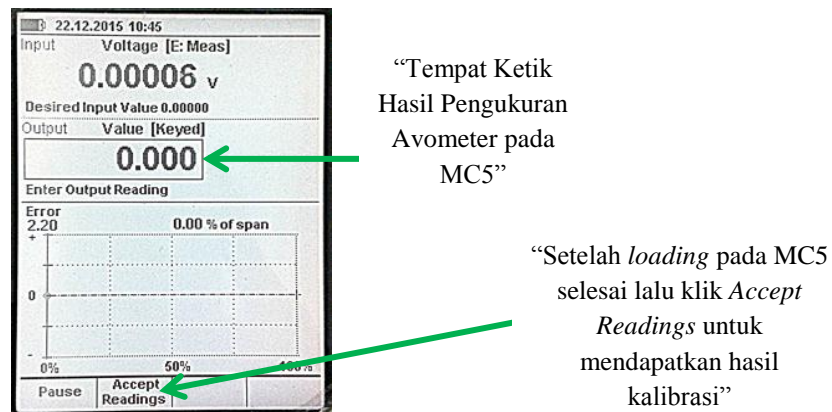 22.12.2015 10:45
Input Voltage [E: Meas]
0.00006 V
Desired Input Value 0.00000
Output Value [Keyed]
0.000
Enter Output Reading
Error
2.20 0.00 % of span
+
0
-
0% 50% 100%
Pause Accept Readings
“Tempat Ketik
Hasil Pengukuran
Avometer pada
MC5”
“Setelah loading pada MC5
selesai lalu klik Accept
Readings untuk
mendapatkan hasil
kalibrasi”